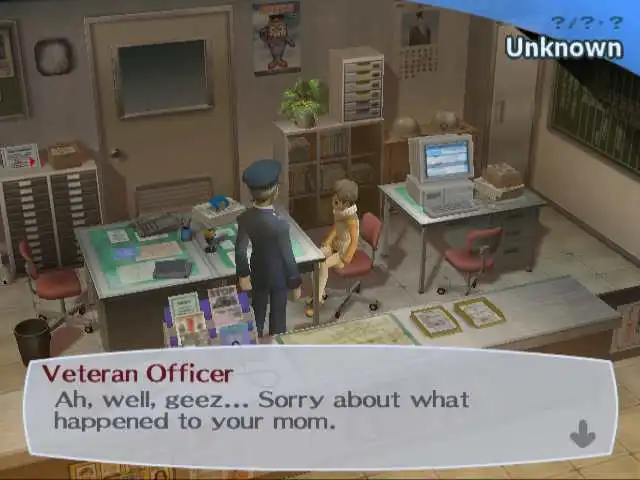 ?/?・?
Unknown
Veteran Officer
Ah, well, geez... Sorry about what
happened to your mom.